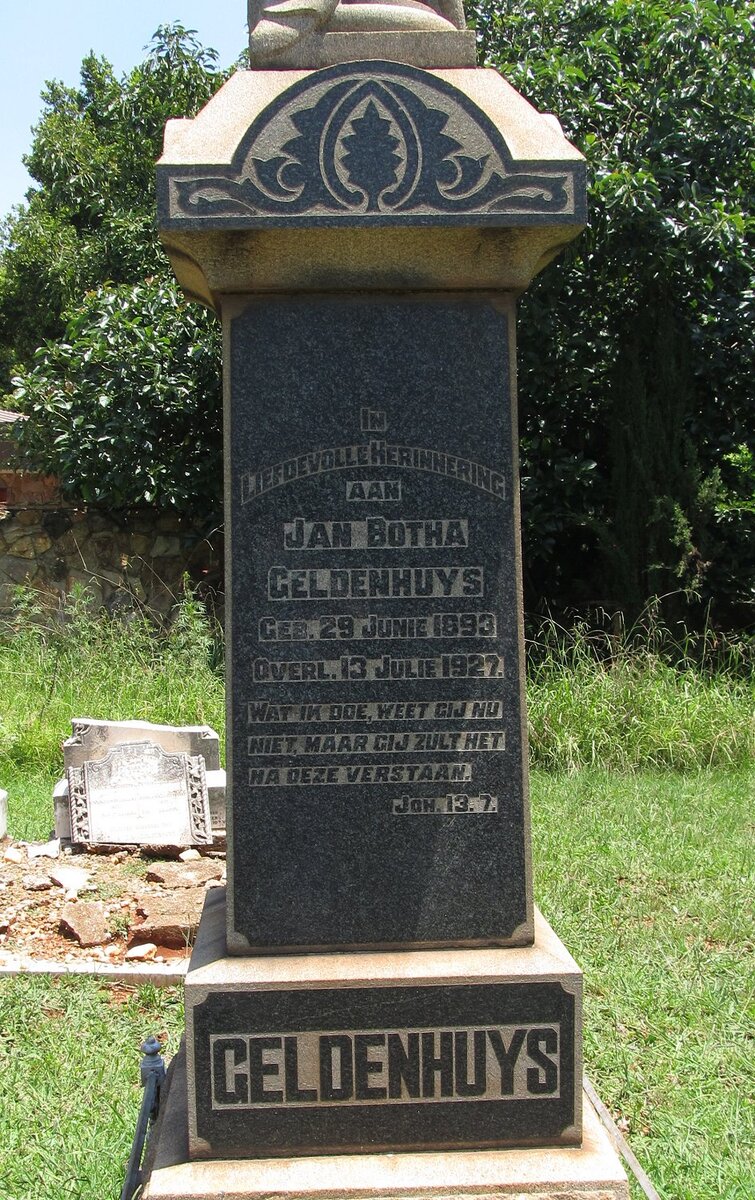 IN
LIEFDEVOLLE HERINNERING
AAN
JAN BOTHA
GELDENHUYS
GEB. 29 JUNIE 1893
OVERL. 13 JULIE 1927.
WAT IK DOE, WEET GIJ NU
NIET, MAAR GIJ ZULT HET
NA DEZE VERSTAAN.
JOH. 13. 7.
GELDENHUYS